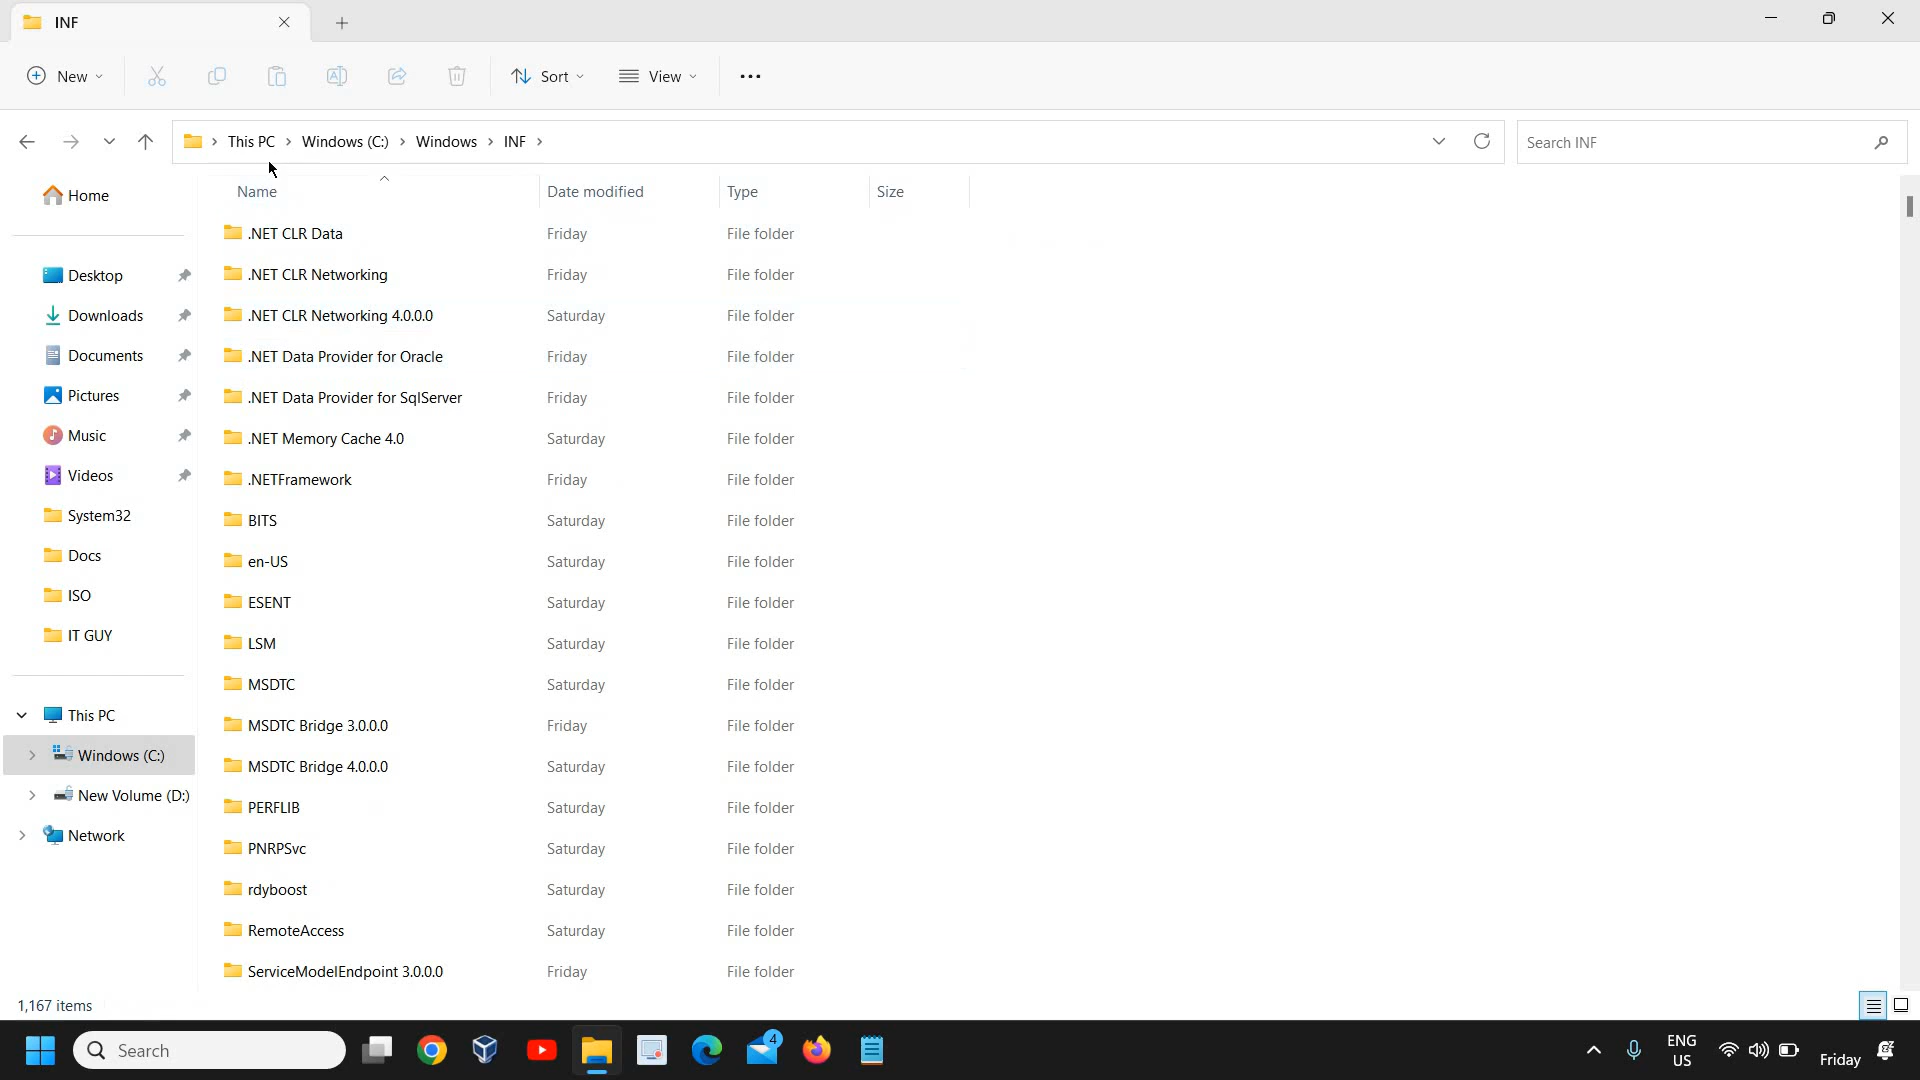 INF
New
Sort
View
This PC
Windows (C:)
Windows
INF
Search INF
Home
Desktop
Downloads
Documents
Pictures
Music
Videos
System32
Docs
ISO
IT GUY
This PC
Windows (C:)
New Volume (D:)
Network
Name Date modified Type Size
.NET CLR Data Friday File folder
.NET CLR Networking Friday File folder
.NET CLR Networking 4.0.0.0 Saturday File folder
.NET Data Provider for Oracle Friday File folder
.NET Data Provider for SqlServer Friday File folder
.NET Memory Cache 4.0 Saturday File folder
.NETFramework Friday File folder
BITS Saturday File folder
en-US Saturday File folder
ESENT Saturday File folder
LSM Saturday File folder
MSDTC Saturday File folder
MSDTC Bridge 3.0.0.0 Friday File folder
MSDTC Bridge 4.0.0.0 Saturday File folder
PERFLIB Saturday File folder
PNRPSvc Saturday File folder
rdyboost Saturday File folder
RemoteAccess Saturday File folder
ServiceModelEndpoint 3.0.0.0 Friday File folder
1,167 items
Search
4
ENG
US
Friday